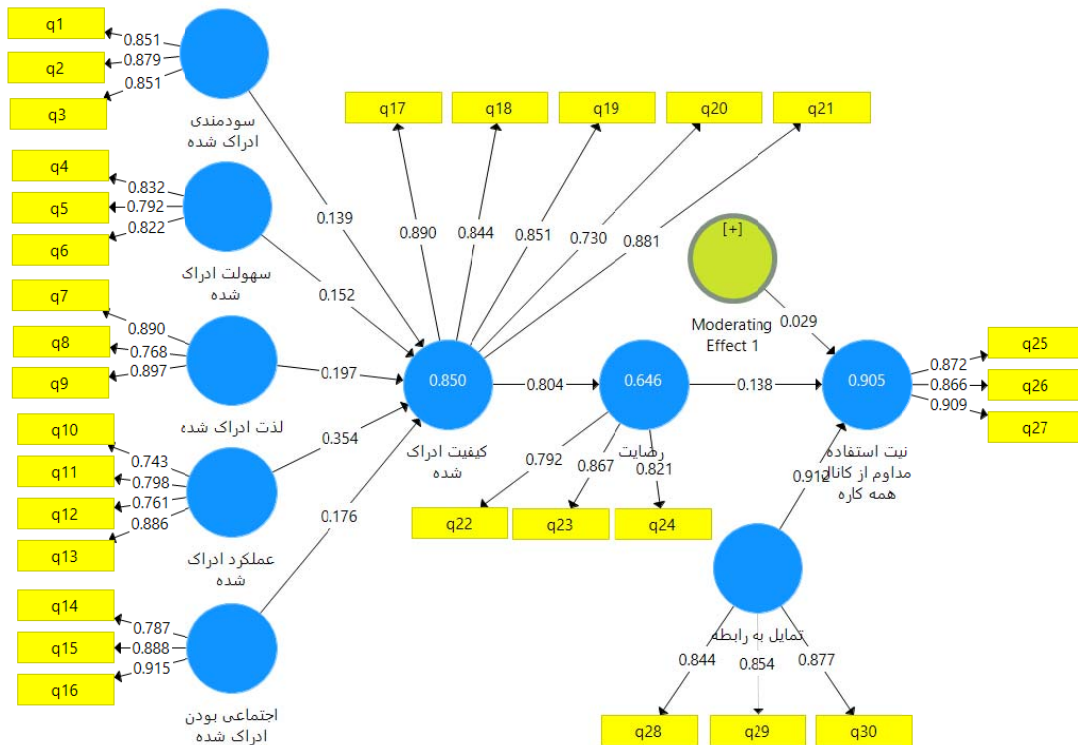 q1
0.851
q2
0.879
0.851
q3
سودمندی
ادراک شده
q4
0.832
q5
0.792
0.822
q6
سهولت ادراک
شده
q7
0.890
q8
0.768
0.897
q9
لذت ادراک شده
q10
0.743
q11
0.798
q12
0.761
0.886
q13
عملکرد ادراک
شده
q14
0.787
q15
0.888
0.915
q16
اجتماعی بودن
ادراک شده
0.139
0.152
0.197
0.354
0.176
q17
q18
q19
q20
q21
0.890
0.844
0.851
0.730
0.881
0.850
کیفیت ادراک
شده
0.804
0.646
رضایت
0.792
0.867
0.821
q22
q23
q24
[+]
Moderating
Effect 1
0.029
0.138
0.905
نیت استفاده
مداوم از کانال
همه کاره
0.872
q25
0.866
q26
0.909
q27
0.912
تمایل به رابطه
0.844
0.854
0.877
q28
q29
q30